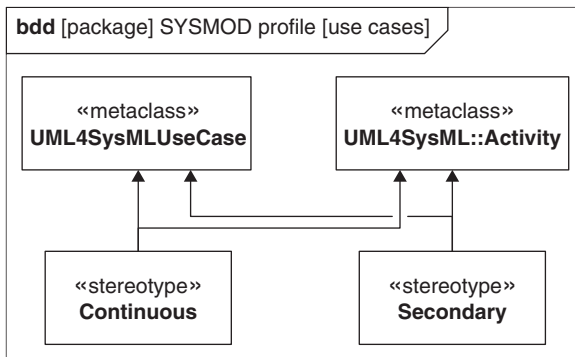 bdd [package] SYSMOD profile [use cases]
«metaclass»
UML4SysMLUseCase
«metaclass»
UML4SysML::Activity
«stereotype»
Continuous
«stereotype»
Secondary